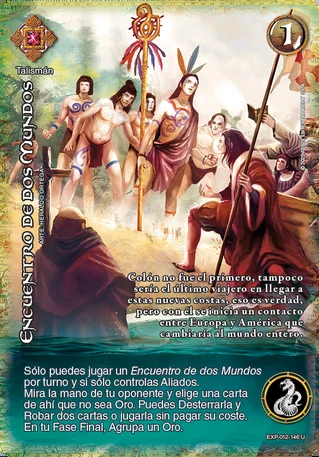 1
Talismán
Encuentro de dos Mundos
Colón no fue el primero, tampoco
sería el último viajero en llegar a
estas nuevas costas, eso es verdad,
pero con él se inicia un contacto
entre Europa y América que
cambiaría al mundo entero.
Sólo puedes jugar un Encuentro de dos Mundos
por turno y si sólo controlas Aliados.
Mira la mano de tu oponente y elige una carta
de ahí que no sea Oro. Puedes Desterrarla y
Robar dos cartas o jugarla sin pagar su coste.
En tu Fase Final, Agrupa un Oro.
EXP-012-146 U